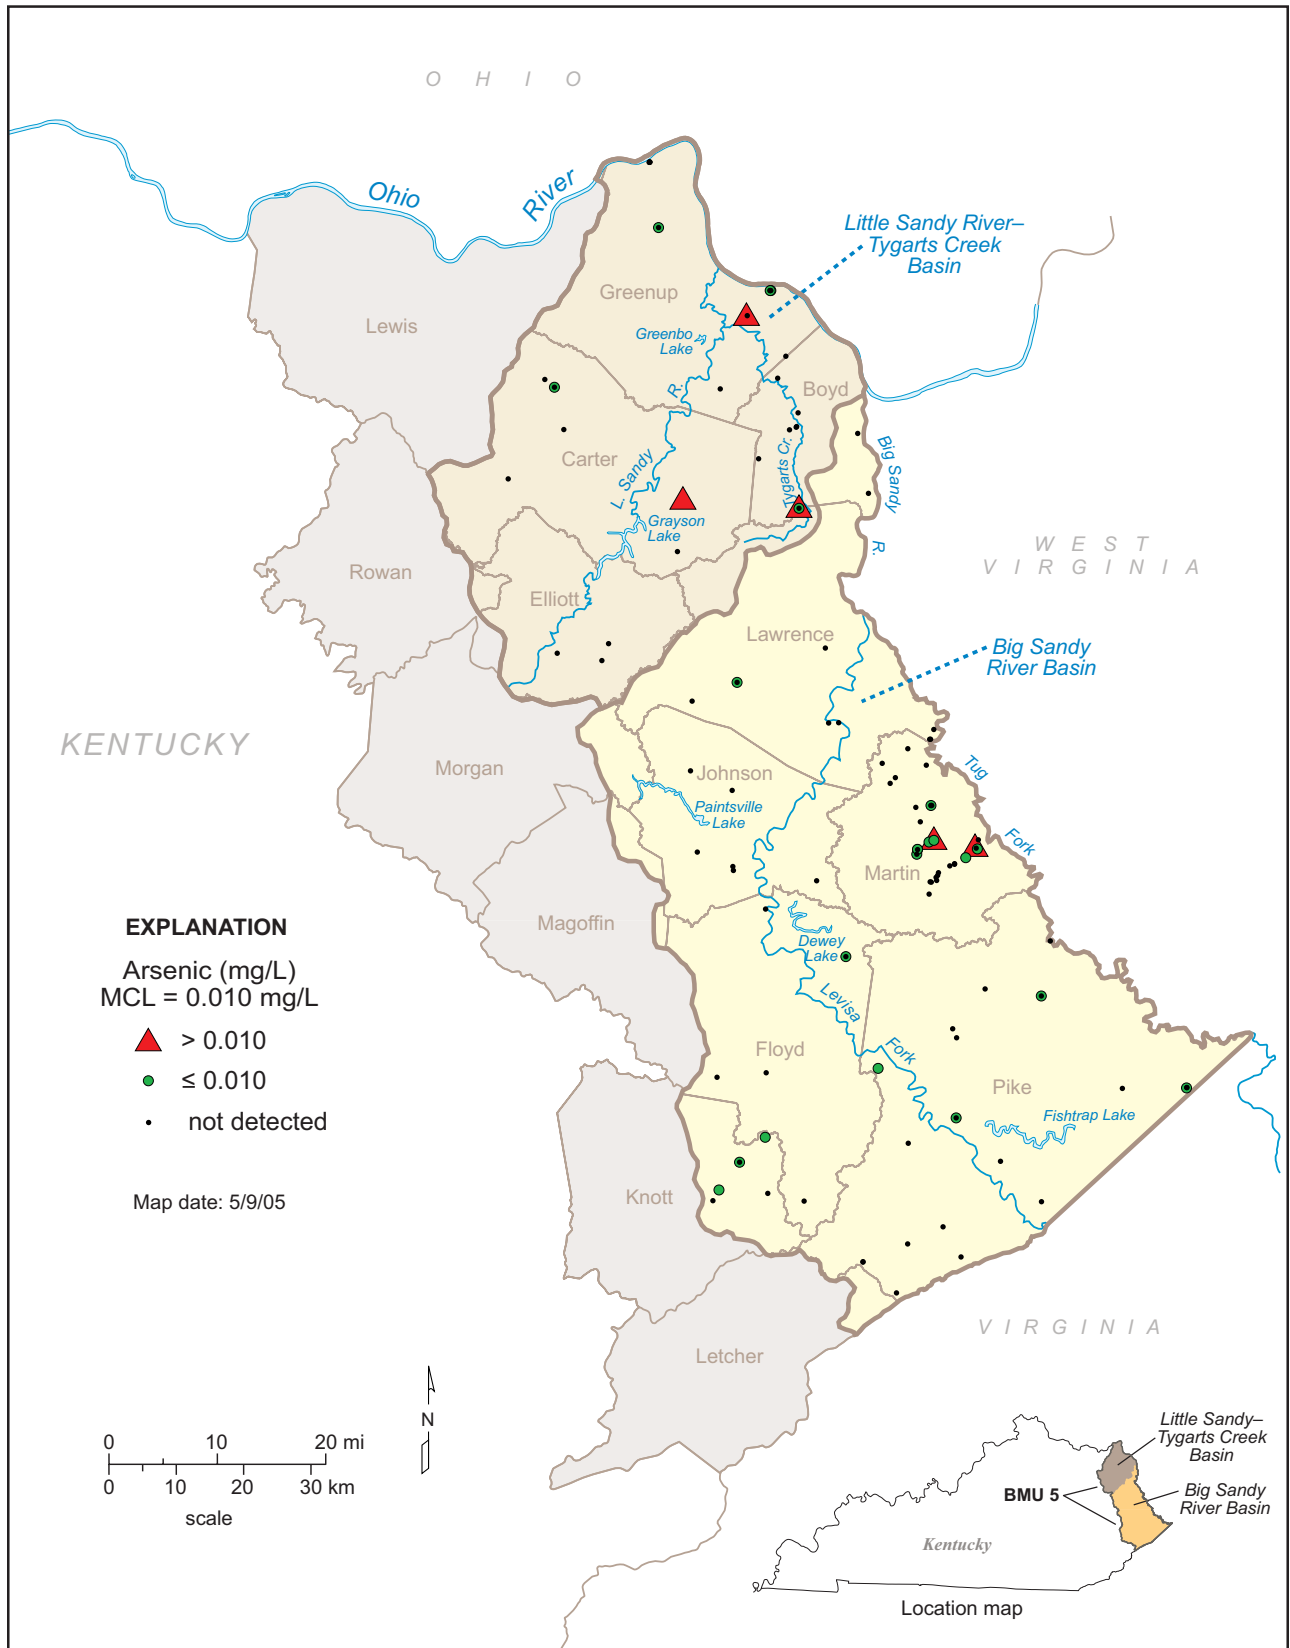 OHIO
Ohio
River
Little Sandy River–
Tygarts Creek
Basin
Greenup
Lewis
Greenbo
Lake
R.
Boyd
Big Sandy
R.
Carter
L. Sandy
Tygarts Cr.
Grayson
Lake
WEST
VIRGINIA
Rowan
Elliott
Lawrence
Big Sandy
River Basin
KENTUCKY
Morgan
Johnson
Tug
Fork
Paintsville
Lake
Martin
Magoffin
Dewey
Lake
Levisa
Fork
Floyd
Pike
Fishtrap Lake
EXPLANATION
Arsenic (mg/L)
MCL = 0.010 mg/L
> 0.010
≤ 0.010
not detected
Map date: 5/9/05
Knott
VIRGINIA
Letcher
N
0 10 20 mi
0 10 20 30 km
scale
Little Sandy–
Tygarts Creek
Basin
BMU 5
Big Sandy
River Basin
Kentucky
Location map